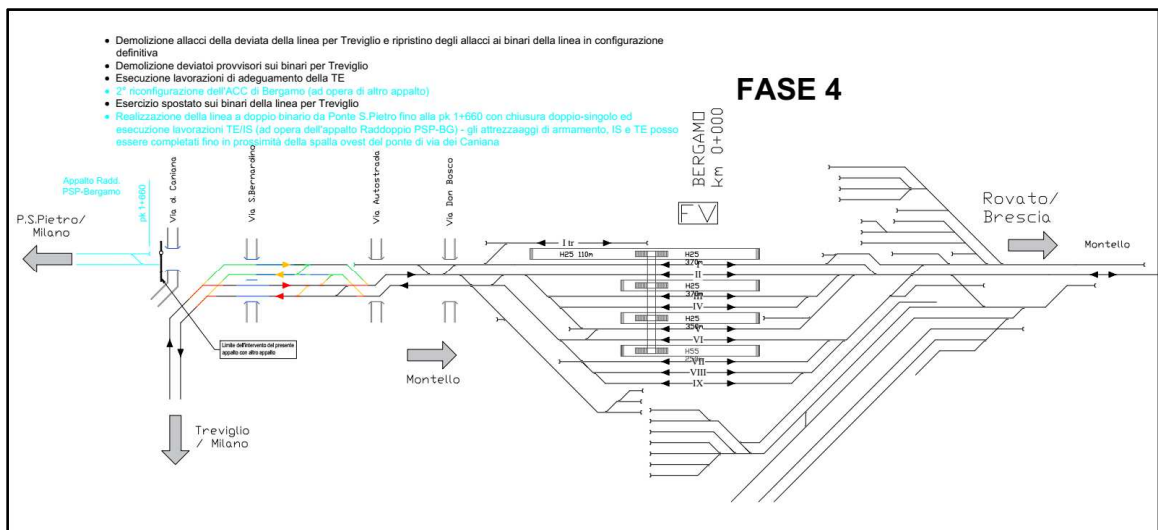 • Demolizione allacci della deviata della linea per Treviglio e ripristino degli allacci ai binari della linea in configurazione
definitiva
• Demolizione deviatoi provvisori sui binari per Treviglio
• Esecuzione lavorazioni di adeguamento della TE
• 2° riconfigurazione dell'ACC di Bergamo (ad opera di altro appalto)
• Esercizio spostato sui binari della linea per Treviglio
• Realizzazione della linea a doppio binario da Ponte S.Pietro fino alla pk 1+660 con chiusura doppio-singolo ed
esecuzione lavorazioni TE/IS (ad opera dell'appalto Raddoppio PSP-BG) - gli attrezzaaggi di armamento, IS e TE posso
essere completati fino in prossimità della spalla ovest del ponte di via dei Caniana
FASE 4
BERGAMO
km 0+000
FV
Appalto Radd.
PSP-Bergamo
pk 1+660
Via d. Caniana
Via S.Bernardino
Via Autostrada
Via Don Bosco
P.S.Pietro/
Milano
Rovato/
Brescia
Montello
I tr
H25 110m
H25
370m
I
II
H25
370m
III
IV
H25
350m
V
VI
H55
VII
VIII
IX
Limite dell'intervento del presente
appalto con altro appalto
Montello
Treviglio
/ Milano